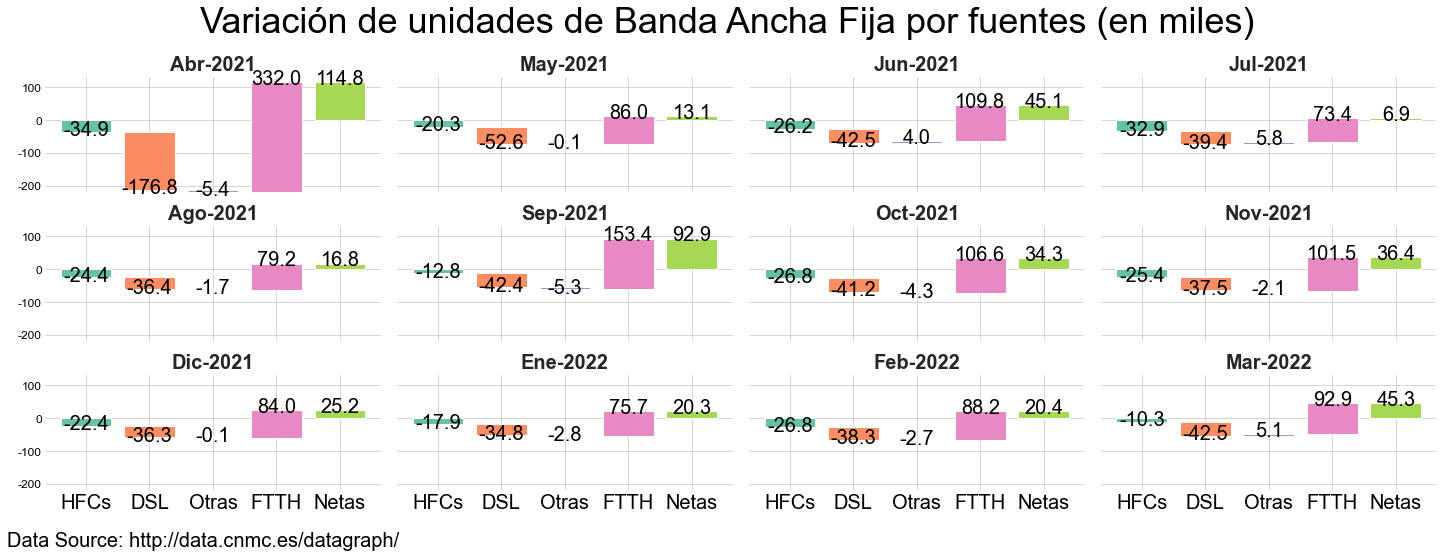 Variación de unidades de Banda Ancha Fija por fuentes (en miles)
Abr-2021 May-2021 Jun-2021 Jul-2021
100
0
-100
-200
-34.9 -176.8 -5.4 332.0 114.8
-20.3 -52.6 -0.1 86.0 13.1
-26.2 -42.5 4.0 109.8 45.1
-32.9 -39.4 5.8 73.4 6.9
Ago-2021 Sep-2021 Oct-2021 Nov-2021
100
0
-100
-200
-24.4 -36.4 -1.7 79.2 16.8
-12.8 -42.4 -5.3 153.4 92.9
-26.8 -41.2 -4.3 106.6 34.3
-25.4 -37.5 -2.1 101.5 36.4
Dic-2021 Ene-2022 Feb-2022 Mar-2022
100
0
-100
-200
-22.4 -36.3 -0.1 84.0 25.2
-17.9 -34.8 -2.8 75.7 20.3
-26.8 -38.3 -2.7 88.2 20.4
-10.3 -42.5 5.1 92.9 45.3
HFCs DSL Otras FTTH Netas HFCs DSL Otras FTTH Netas HFCs DSL Otras FTTH Netas HFCs DSL Otras FTTH Netas
Data Source: http://data.cnmc.es/datagraph/